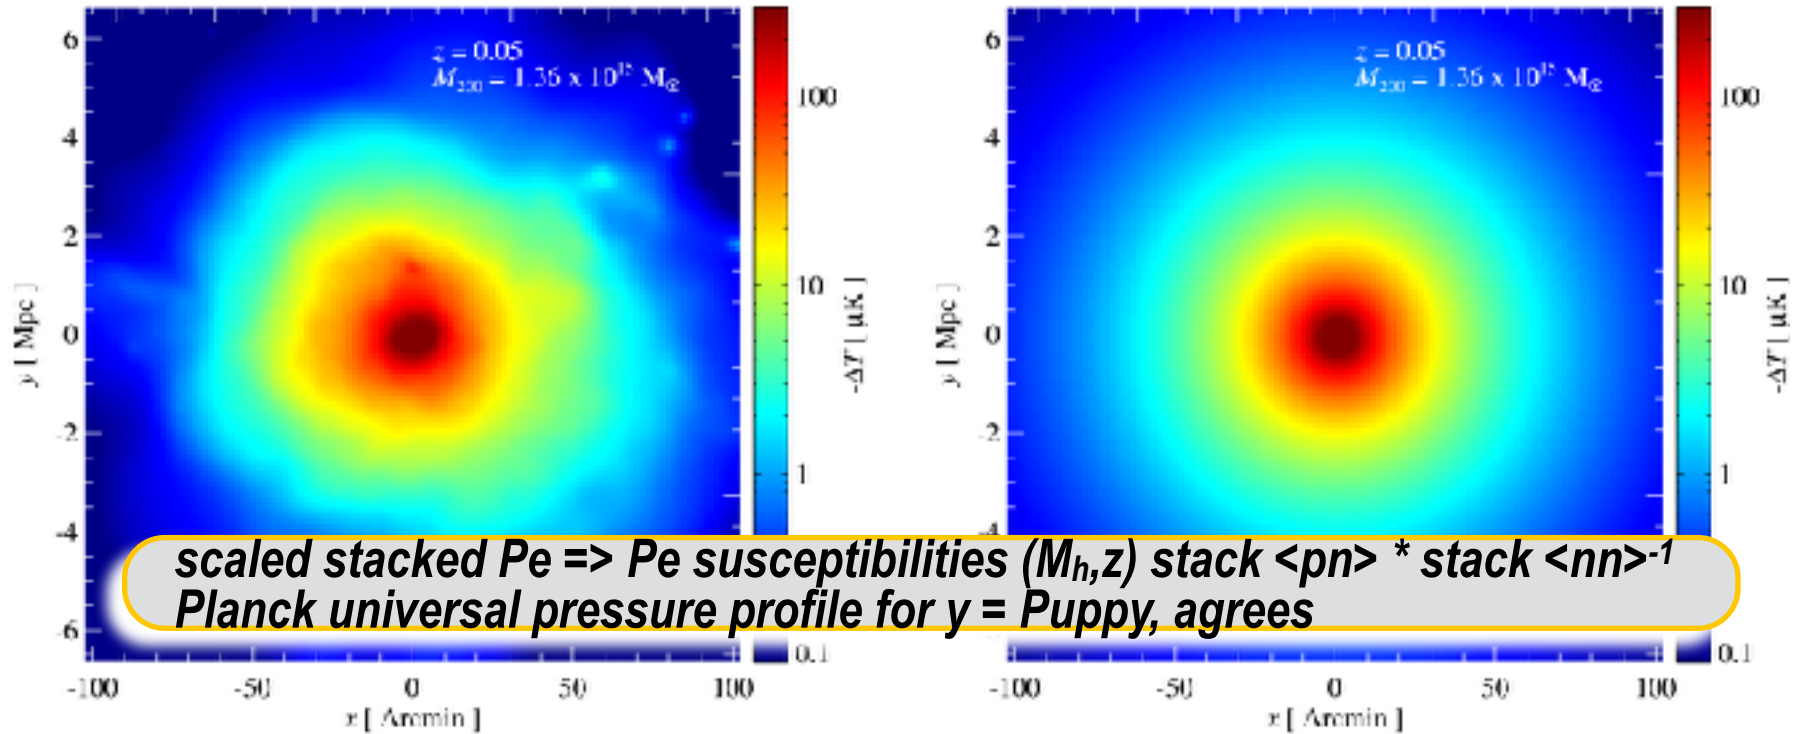 z = 0.05
M200 = 1.36 x 10^15 M⊙
z = 0.05
M200 = 1.36 x 10^15 M⊙
6
4
2
0
-2
-4
-6
y [ Mpc ]
-100 -50 0 50 100
x [ Arcmin ]
100
10
1
0.1
-ΔT [ μK ]
6
4
2
0
-2
-4
y [ Mpc ]
-100 -50 0 50 100
x [ Arcmin ]
100
10
1
0.1
-ΔT [ μK ]
scaled stacked Pe => Pe susceptibilities (Mh,z) stack <pn> * stack <nn>-1
Planck universal pressure profile for y = Puppy, agrees